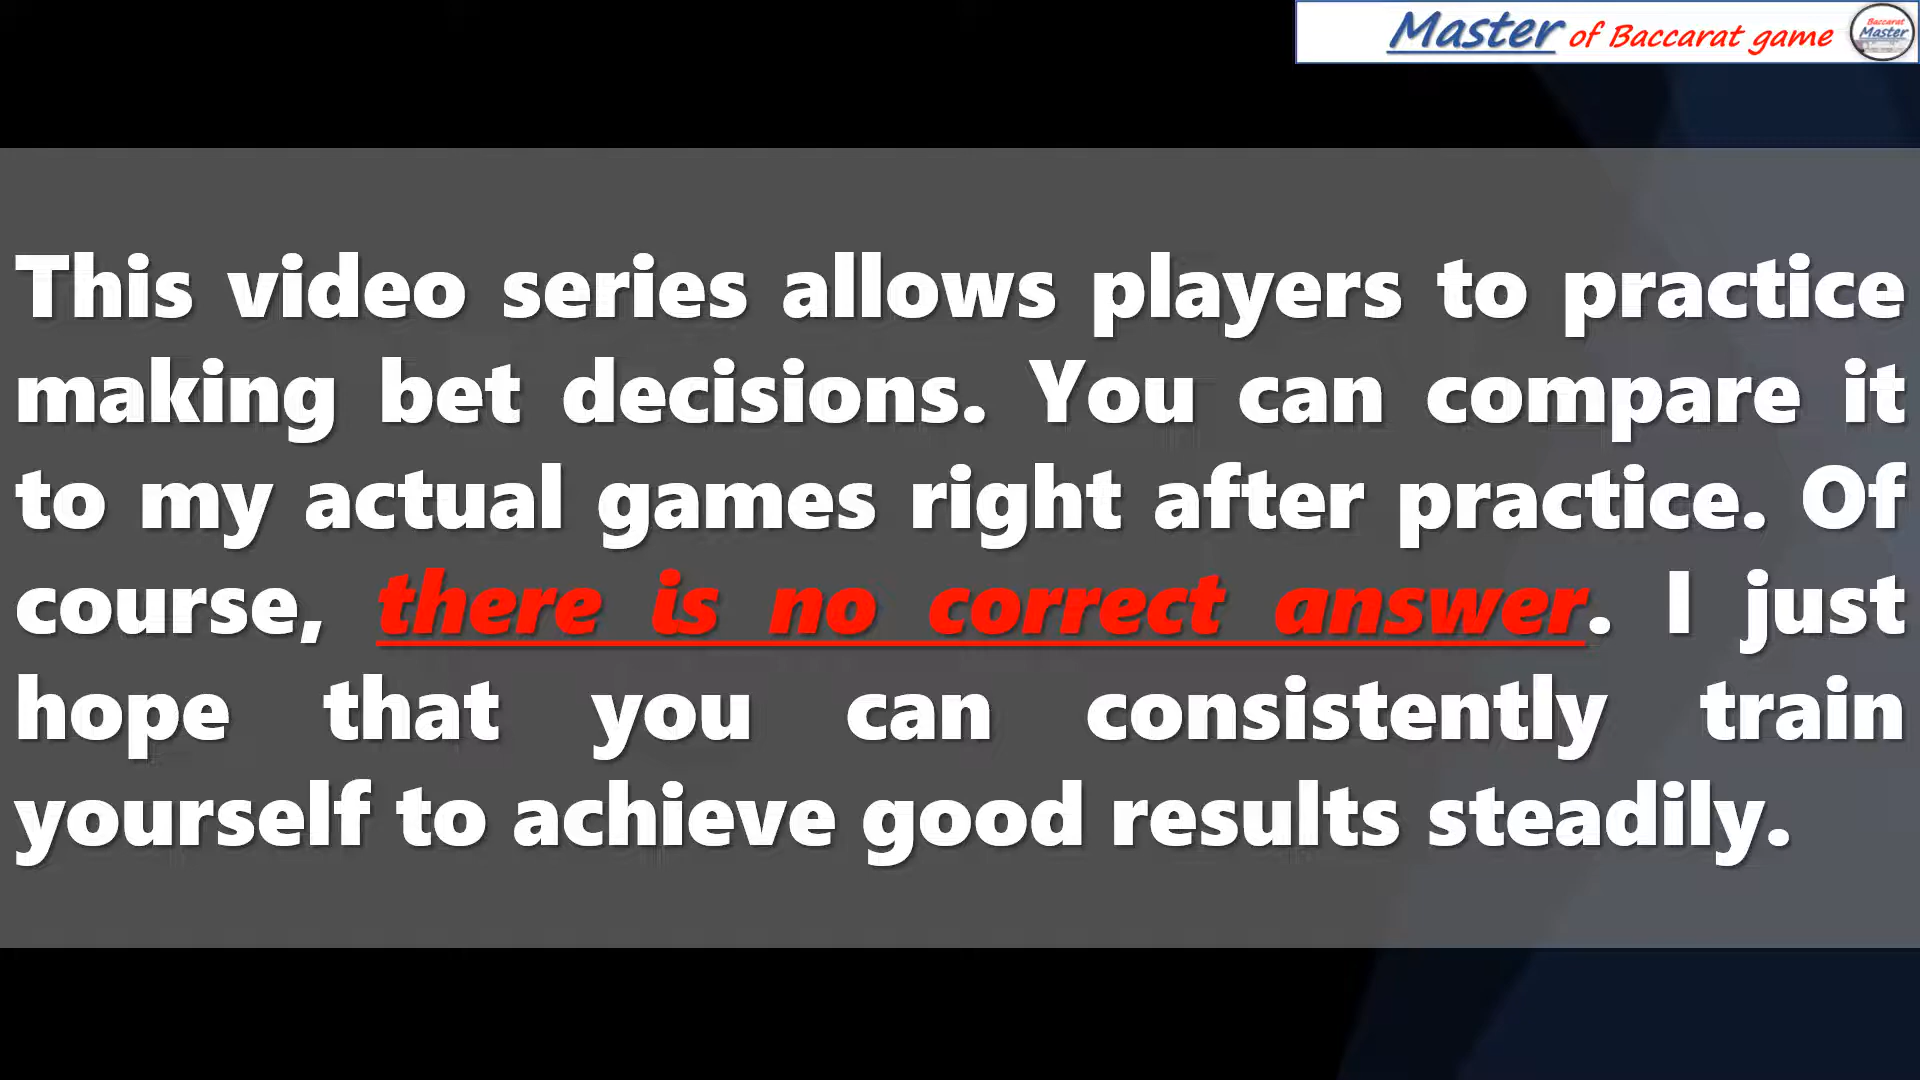 Master of Baccarat game
Baccarat
Master
This video series allows players to practice
making bet decisions. You can compare it
to my actual games right after practice. Of
course, there is no correct answer. I just
hope that you can consistently train
yourself to achieve good results steadily.